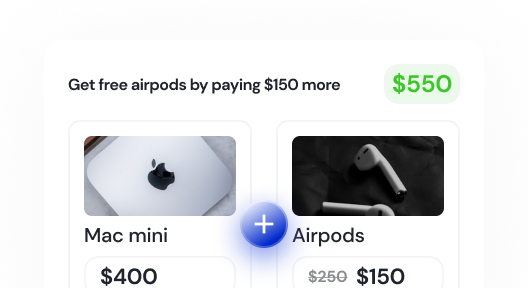 Get free airpods by paying $150 more
$550
Mac mini
Airpods
$400
$250 $150